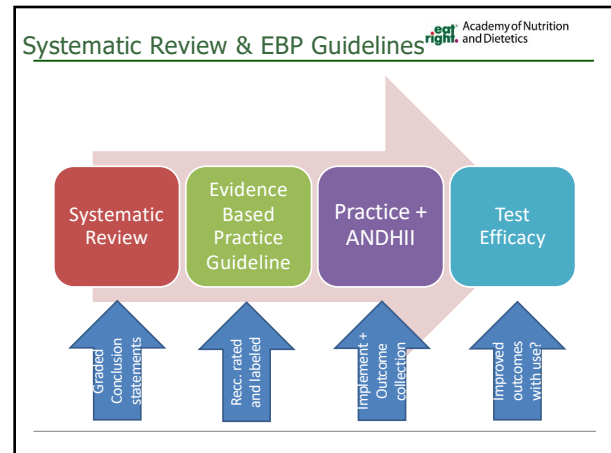 Systematic Review & EBP Guidelines
eat right. Academy of Nutrition
and Dietetics
Systematic
Review
Evidence
Based
Practice
Guideline
Practice +
ANDHII
Test
Efficacy
Graded
Conclusion
statements
Recc. rated
and labeled
Implement +
Outcome
collection
Improved
outcomes
with use?